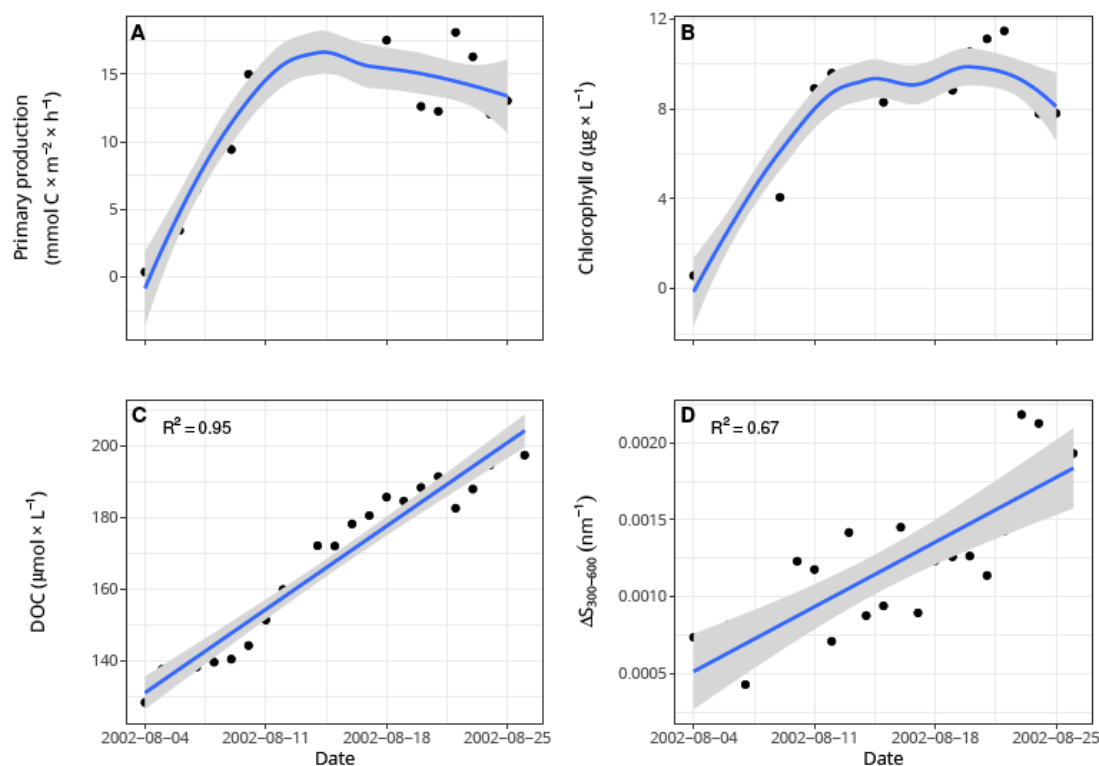 A
15
10
5
0
Primary production
(mmol C × m⁻² × h⁻¹)
B
12
8
4
0
Chlorophyll a (µg × L⁻¹)
C
R² = 0.95
200
180
160
140
DOC (µmol × L⁻¹)
2002−08−04 2002−08−11 2002−08−18 2002−08−25
Date
D
R² = 0.67
0.0020
0.0015
0.0010
0.0005
ΔS₃₀₀₋₆₀₀ (nm⁻¹)
2002−08−04 2002−08−11 2002−08−18 2002−08−25
Date